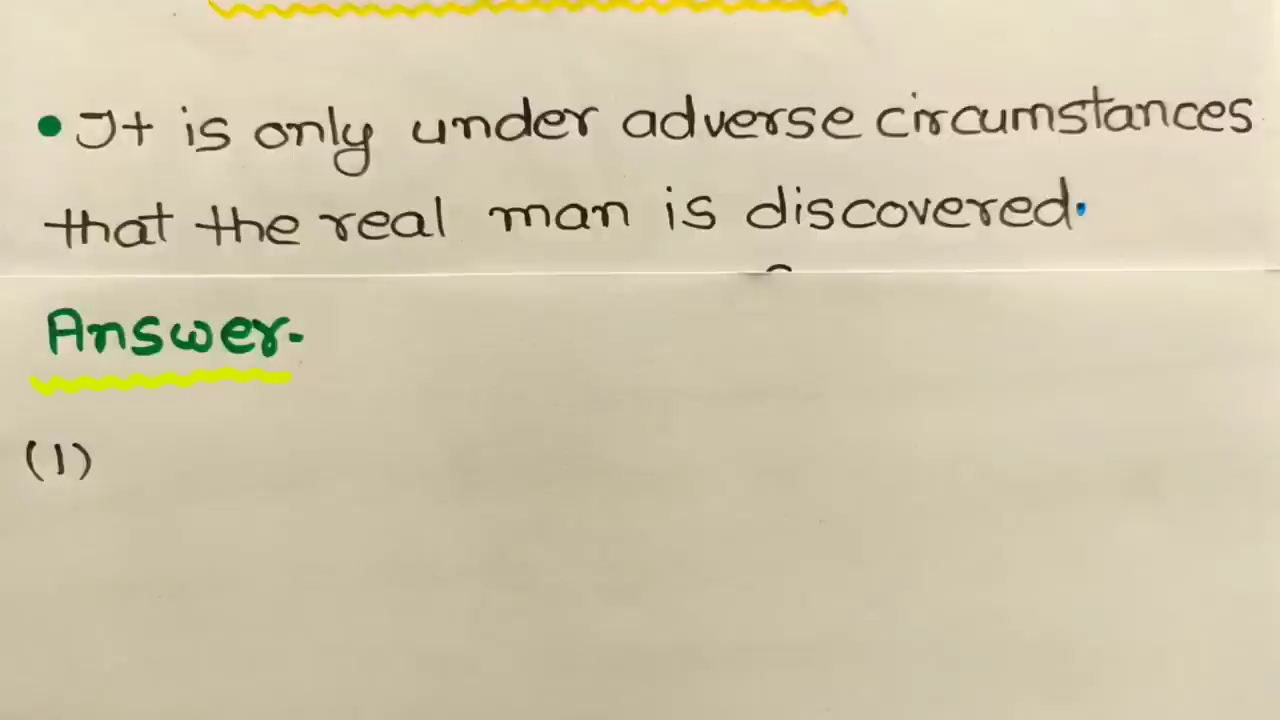 • It is only under adverse circumstances
that the real man is discovered.
Answer.
(1)